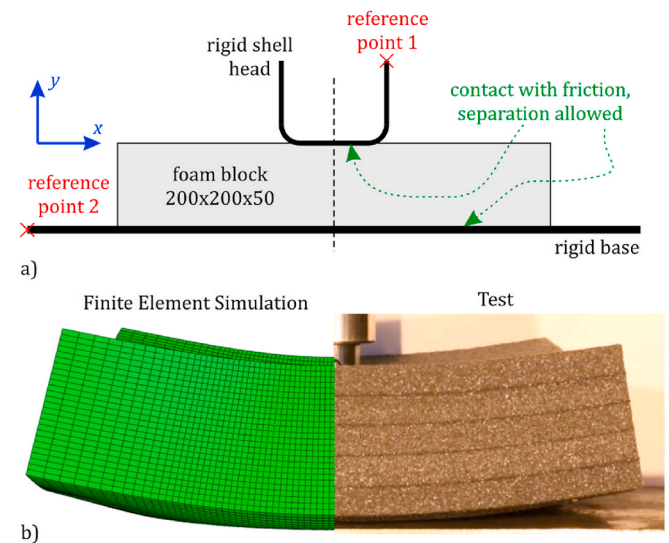 reference
point 1
rigid shell
head
contact with friction,
separation allowed
y
x
foam block
200x200x50
reference
point 2
rigid base
a)
Finite Element Simulation
Test
b)